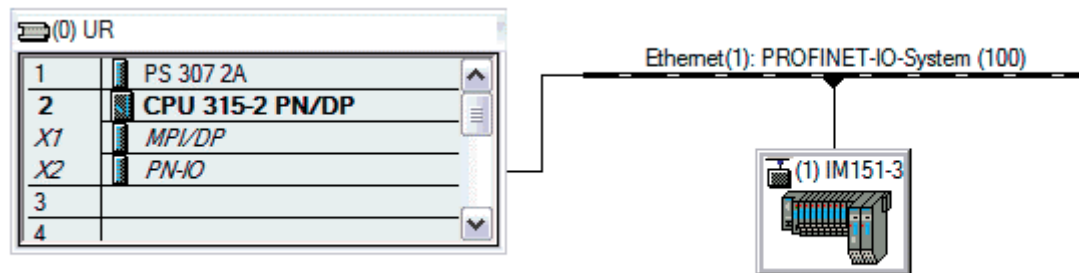 (0) UR
1 PS 307 2A
2 CPU 315-2 PN/DP
X1 MPI/DP
X2 PN-IO
3
4
Ethernet(1): PROFINET-IO-System (100)
(1) IM151-3